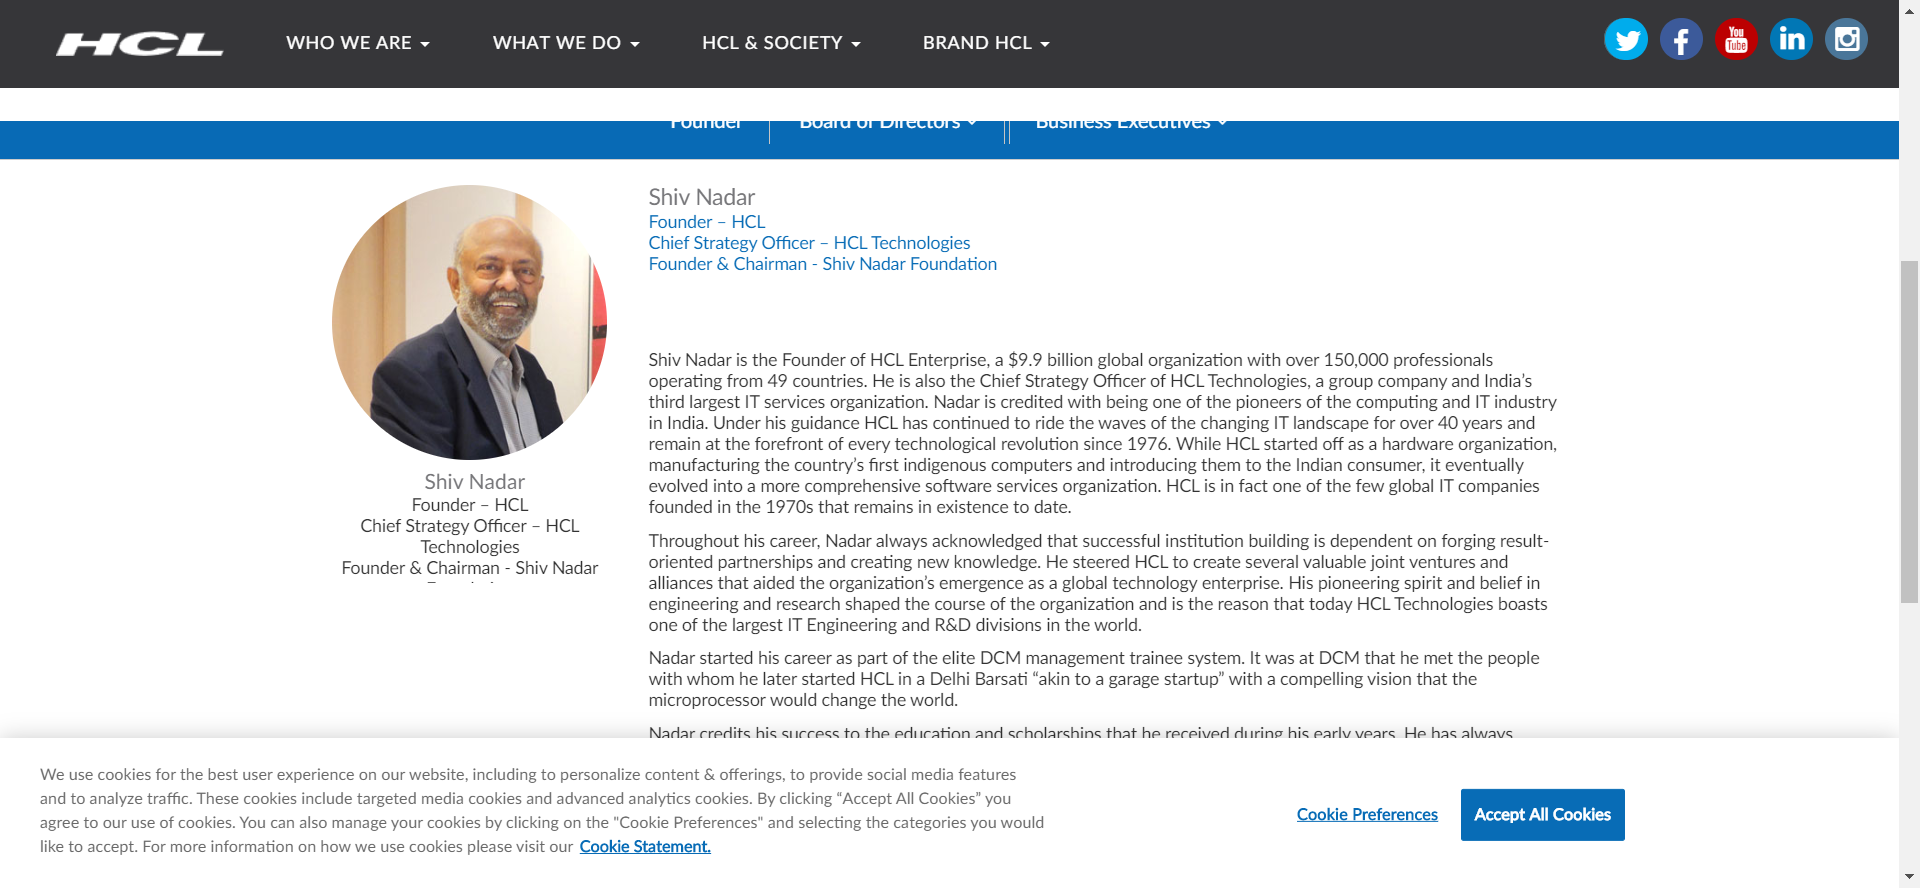 HCL
WHO WE ARE
WHAT WE DO
HCL & SOCIETY
BRAND HCL
You
Tube
in
Founder
Board of Directors
Business Executives
Shiv Nadar
Founder – HCL
Chief Strategy Officer – HCL Technologies
Founder & Chairman - Shiv Nadar Foundation
Shiv Nadar
Founder – HCL
Chief Strategy Officer – HCL
Technologies
Founder & Chairman - Shiv Nadar
Shiv Nadar is the Founder of HCL Enterprise, a $9.9 billion global organization with over 150,000 professionals
operating from 49 countries. He is also the Chief Strategy Officer of HCL Technologies, a group company and India’s
third largest IT services organization. Nadar is credited with being one of the pioneers of the computing and IT industry
in India. Under his guidance HCL has continued to ride the waves of the changing IT landscape for over 40 years and
remain at the forefront of every technological revolution since 1976. While HCL started off as a hardware organization,
manufacturing the country’s first indigenous computers and introducing them to the Indian consumer, it eventually
evolved into a more comprehensive software services organization. HCL is in fact one of the few global IT companies
founded in the 1970s that remains in existence to date.
Throughout his career, Nadar always acknowledged that successful institution building is dependent on forging result-
oriented partnerships and creating new knowledge. He steered HCL to create several valuable joint ventures and
alliances that aided the organization’s emergence as a global technology enterprise. His pioneering spirit and belief in
engineering and research shaped the course of the organization and is the reason that today HCL Technologies boasts
one of the largest IT Engineering and R&D divisions in the world.
Nadar started his career as part of the elite DCM management trainee system. It was at DCM that he met the people
with whom he later started HCL in a Delhi Barsati “akin to a garage startup” with a compelling vision that the
microprocessor would change the world.
Nadar credits his success to the education and scholarships that he received during his early years. He has always
We use cookies for the best user experience on our website, including to personalize content & offerings, to provide social media features
and to analyze traffic. These cookies include targeted media cookies and advanced analytics cookies. By clicking “Accept All Cookies” you
agree to our use of cookies. You can also manage your cookies by clicking on the "Cookie Preferences" and selecting the categories you would
like to accept. For more information on how we use cookies please visit our Cookie Statement.
Cookie Preferences
Accept All Cookies